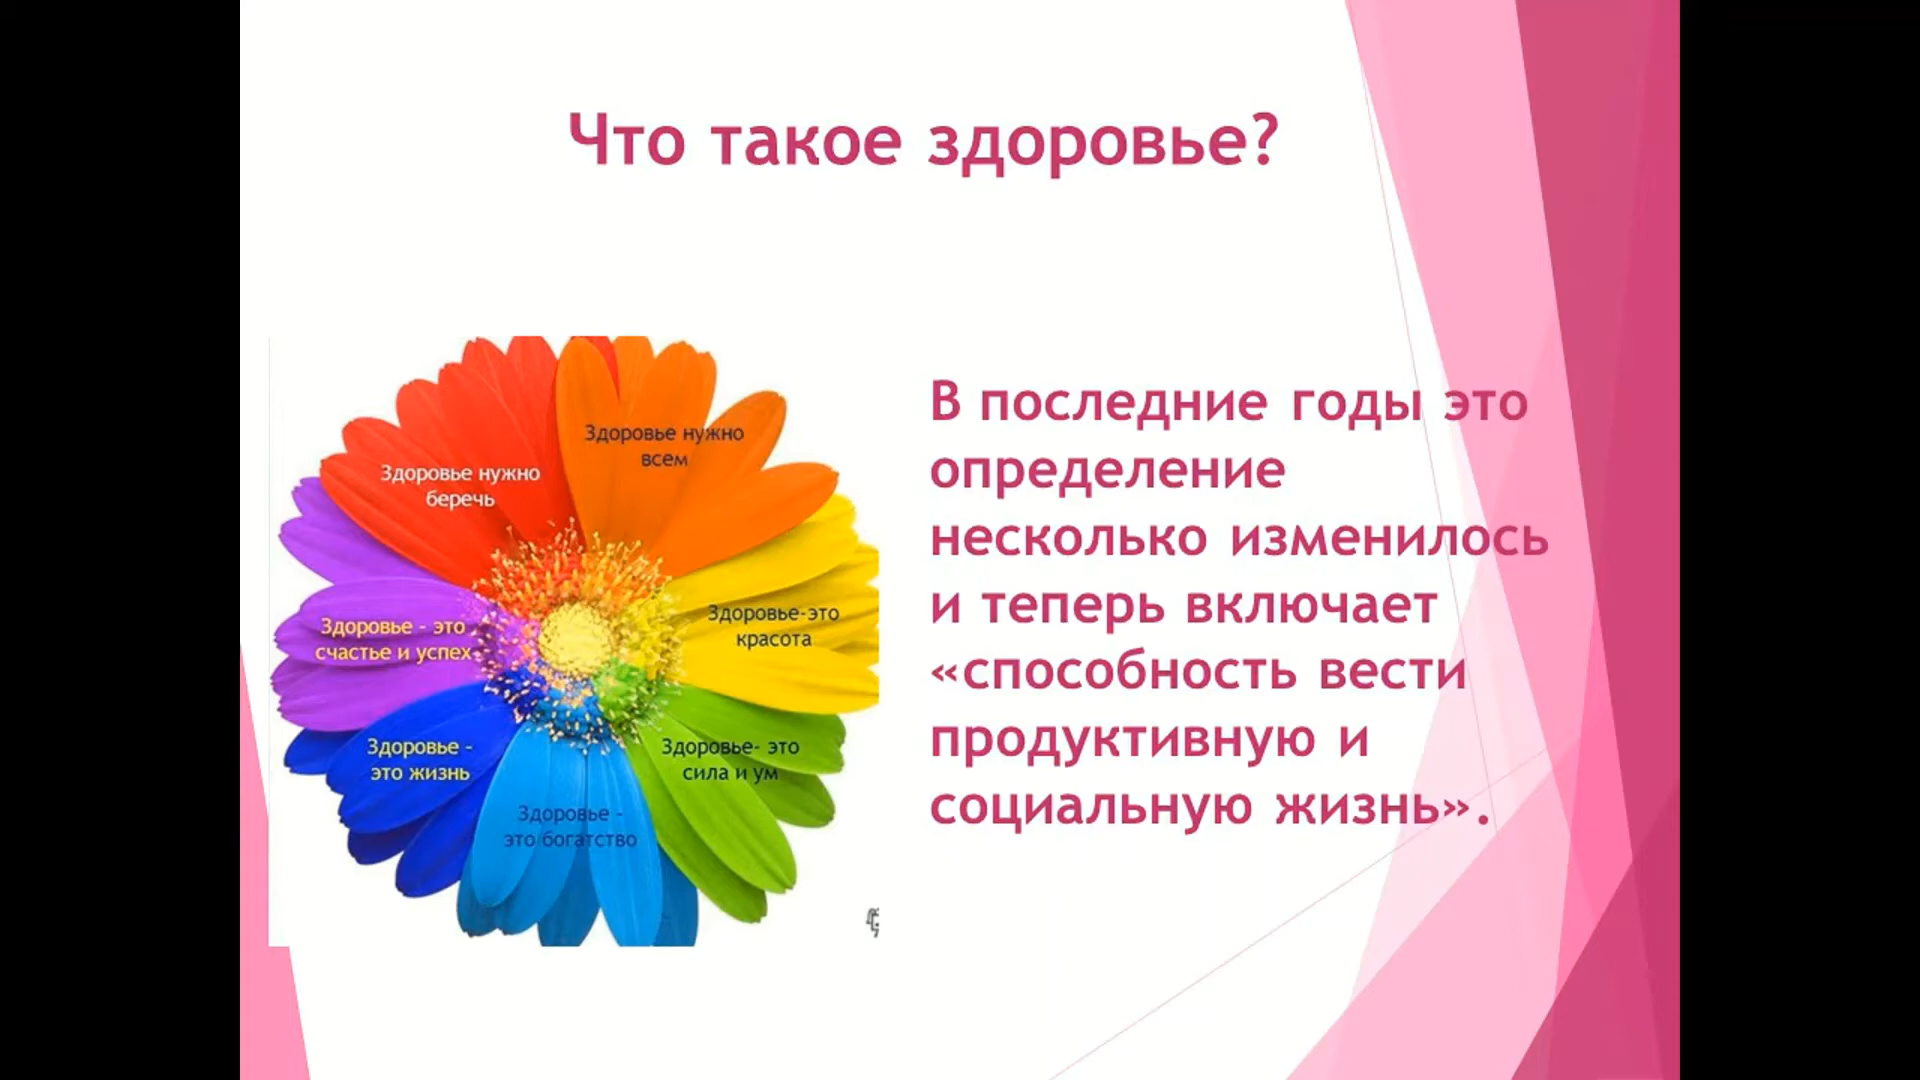 Что такое здоровье?
Здоровье нужно
всем
Здоровье нужно
беречь
Здоровье-это
красота
Здоровье - это
счастье и успех
Здоровье -
это жизнь
Здоровье- это
сила и ум
Здоровье -
это богатство
В последние годы это
определение
несколько изменилось
и теперь включает
«способность вести
продуктивную и
социальную жизнь».